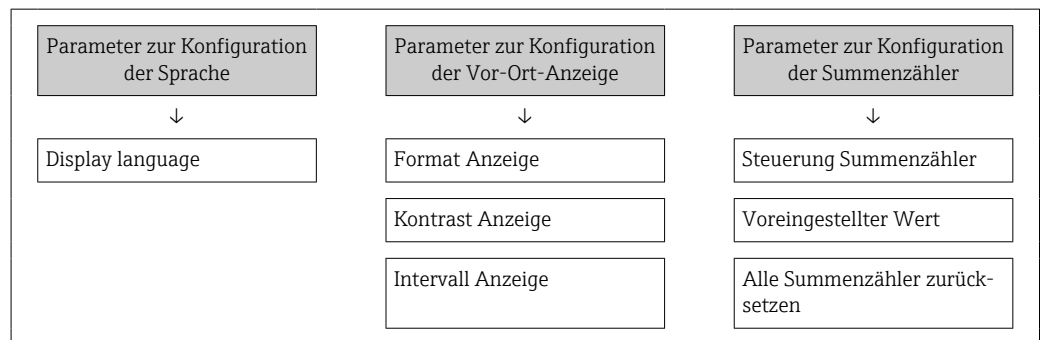 Parameter zur Konfiguration
der Sprache
↓
Display language
Parameter zur Konfiguration
der Vor-Ort-Anzeige
↓
Format Anzeige
Kontrast Anzeige
Intervall Anzeige
Parameter zur Konfiguration
der Summenzähler
↓
Steuerung Summenzähler
Voreingestellter Wert
Alle Summenzähler zurück-
setzen